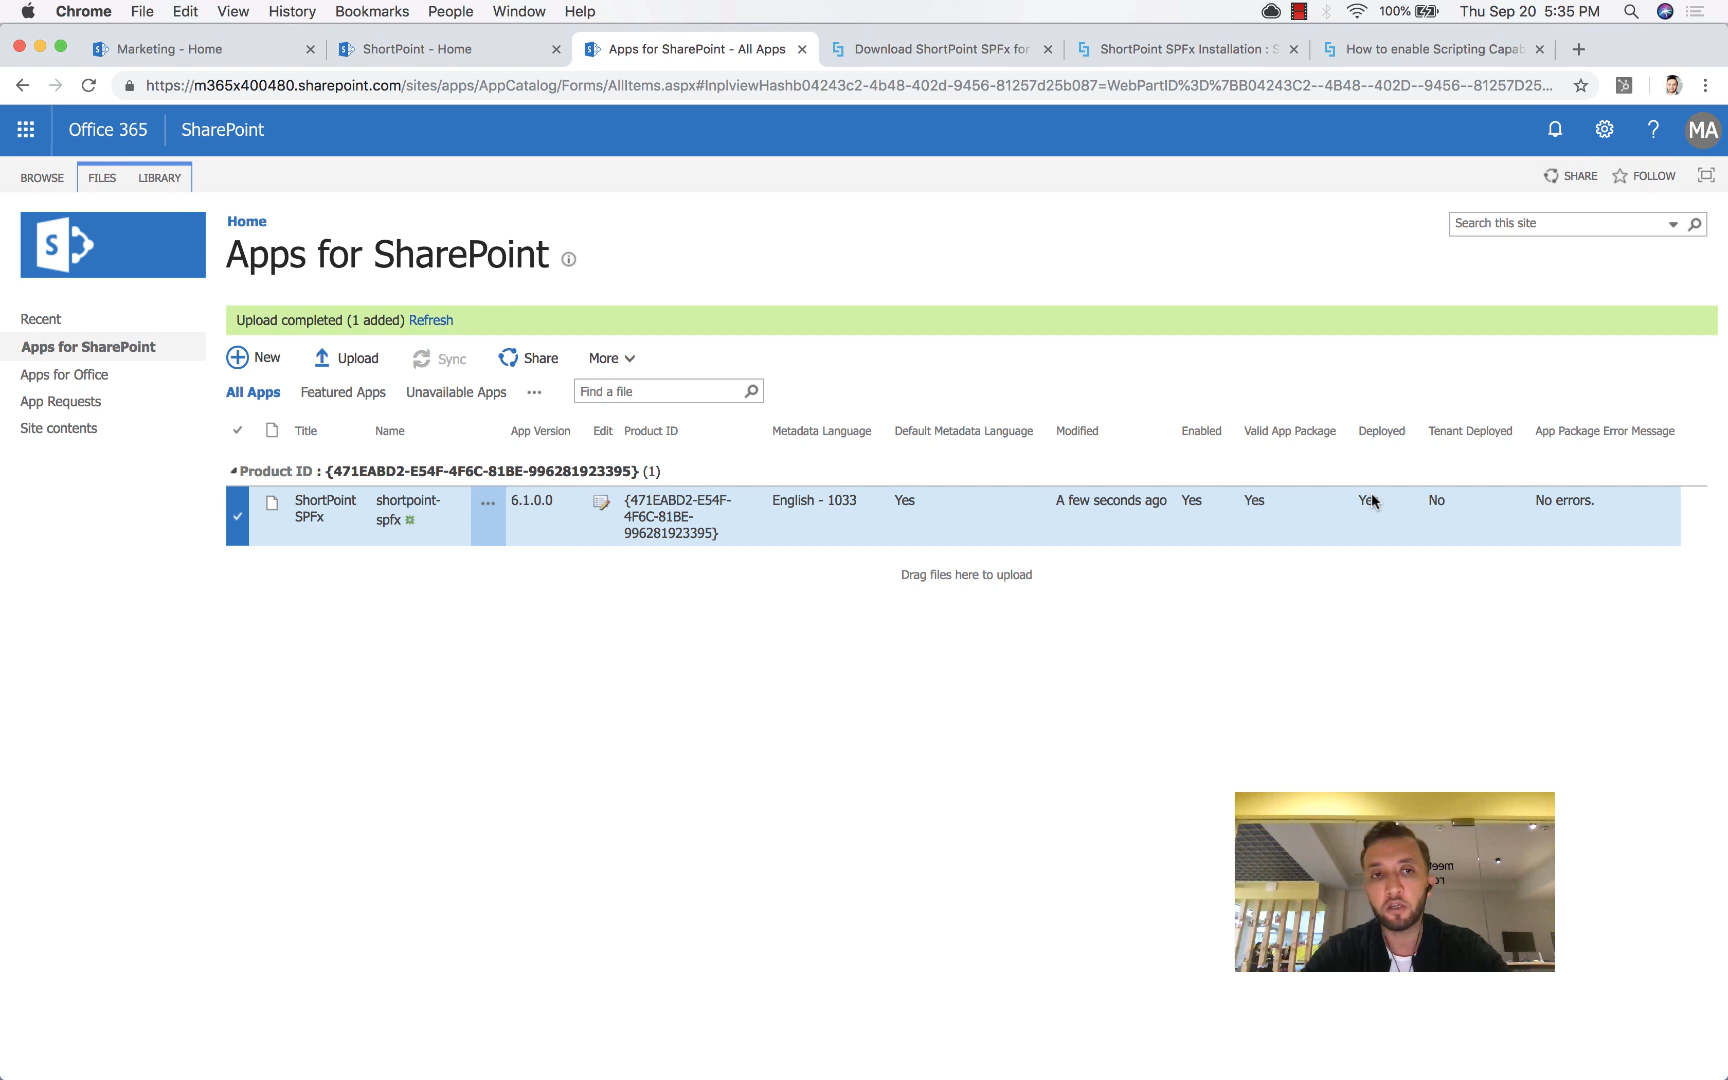 Chrome File Edit View History Bookmarks People Window Help 100% Thu Sep 20 5:35 PM
Marketing - Home ShortPoint - Home Apps for SharePoint - All Apps Download ShortPoint SPFx for ShortPoint SPFx Installation : S How to enable Scripting Capab
https://m365x400480.sharepoint.com/sites/apps/AppCatalog/Forms/AllItems.aspx#InplviewHashb04243c2-4b48-402d-9456-81257d25b087=WebPartID%3D%7BB04243C2--4B48--402D--9456--81257D25...
Office 365 SharePoint MA
BROWSE FILES LIBRARY SHARE FOLLOW
S
Home
Apps for SharePoint
Search this site
Recent
Apps for SharePoint
Apps for Office
App Requests
Site contents
Upload completed (1 added) Refresh
New Upload Sync Share More
All Apps Featured Apps Unavailable Apps ... Find a file
Title Name App Version Edit Product ID Metadata Language Default Metadata Language Modified Enabled Valid App Package Deployed Tenant Deployed App Package Error Message
Product ID : {471EABD2-E54F-4F6C-81BE-996281923395} (1)
ShortPoint shortpoint- ... 6.1.0.0 {471EABD2-E54F- English - 1033 Yes A few seconds ago Yes Yes Yes No No errors.
SPFx spfx 4F6C-81BE-
996281923395}
Drag files here to upload